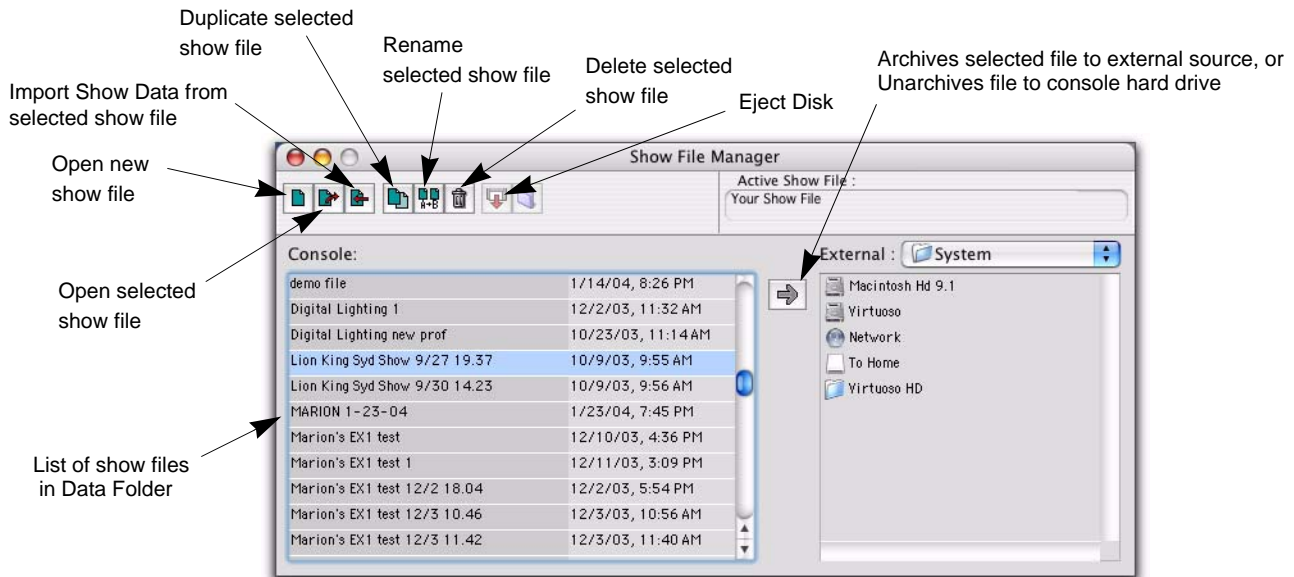 Duplicate selected
show file
Rename
selected show file
Delete selected
show file
Eject Disk
Archives selected file to external source, or
Unarchives file to console hard drive
Import Show Data from
selected show file
Open new
show file
Open selected
show file
List of show files
in Data Folder
Show File Manager
A→B
Active Show File :
Your Show File
Console:
External : System
demo file 1/14/04, 8:26 PM
Digital Lighting 1 12/2/03, 11:32 AM
Digital Lighting new prof 10/23/03, 11:14 AM
Lion King Syd Show 9/27 19.37 10/9/03, 9:55 AM
Lion King Syd Show 9/30 14.23 10/9/03, 9:56 AM
MARION 1-23-04 1/23/04, 7:45 PM
Marion's EX1 test 12/10/03, 4:36 PM
Marion's EX1 test 1 12/11/03, 3:09 PM
Marion's EX1 test 12/2 18.04 12/2/03, 5:54 PM
Marion's EX1 test 12/3 10.46 12/3/03, 10:56 AM
Marion's EX1 test 12/3 11.42 12/3/03, 11:40 AM
Macintosh Hd 9.1
Virtuoso
Network
To Home
Virtuoso HD